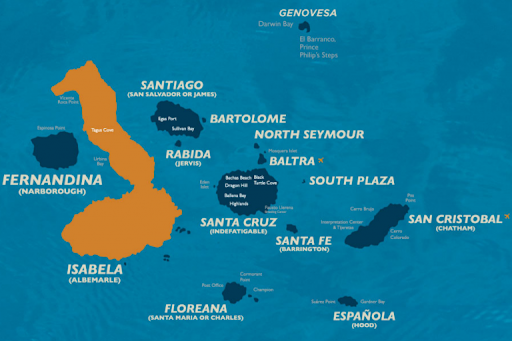 GENOVESA
Darwin Bay
El Barranco,
Prince
Philip's Steps
SANTIAGO
(SAN SALVADOR OR JAMES)
Egas Port
Sullivan Bay
BARTOLOME
NORTH SEYMOUR
Mosquera Islet
RABIDA
(JERVIS)
BALTRA
SOUTH PLAZA
Vicente
Roca Point
Tagus Cove
Espinosa Point
Urbina
Bay
FERNANDINA
(NARBOROUGH)
Eden
Islet
Bachas Beach
Black
Turtle Cove
Dragon Hill
Ballena Bay
Highlands
SANTA CRUZ
(INDEFATIGABLE)
SANTA FE
(BARRINGTON)
Cerro Brujo
Pitt
Point
Interpretation Center
Cerro
Colorado
SAN CRISTOBAL
(CHATHAM)
ISABELA
(ALBEMARLE)
Post Office
Cormorant
Point
Champion
FLOREANA
(SANTA MARIA OR CHARLES)
Suarez Point
Gardner Bay
ESPAÑOLA
(HOOD)